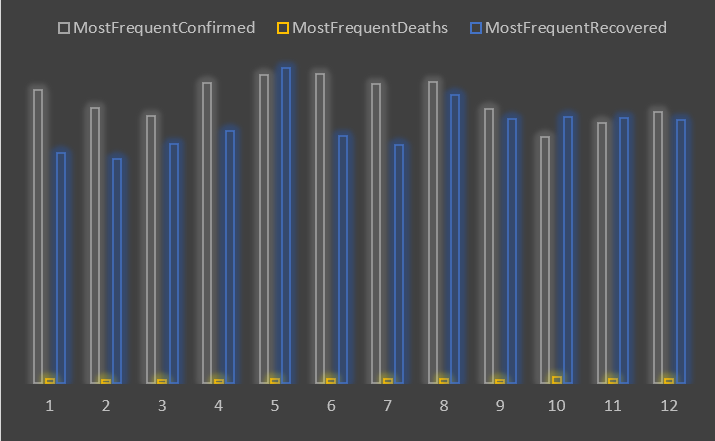 MostFrequentConfirmed MostFrequentDeaths MostFrequentRecovered
1 2 3 4 5 6 7 8 9 10 11 12